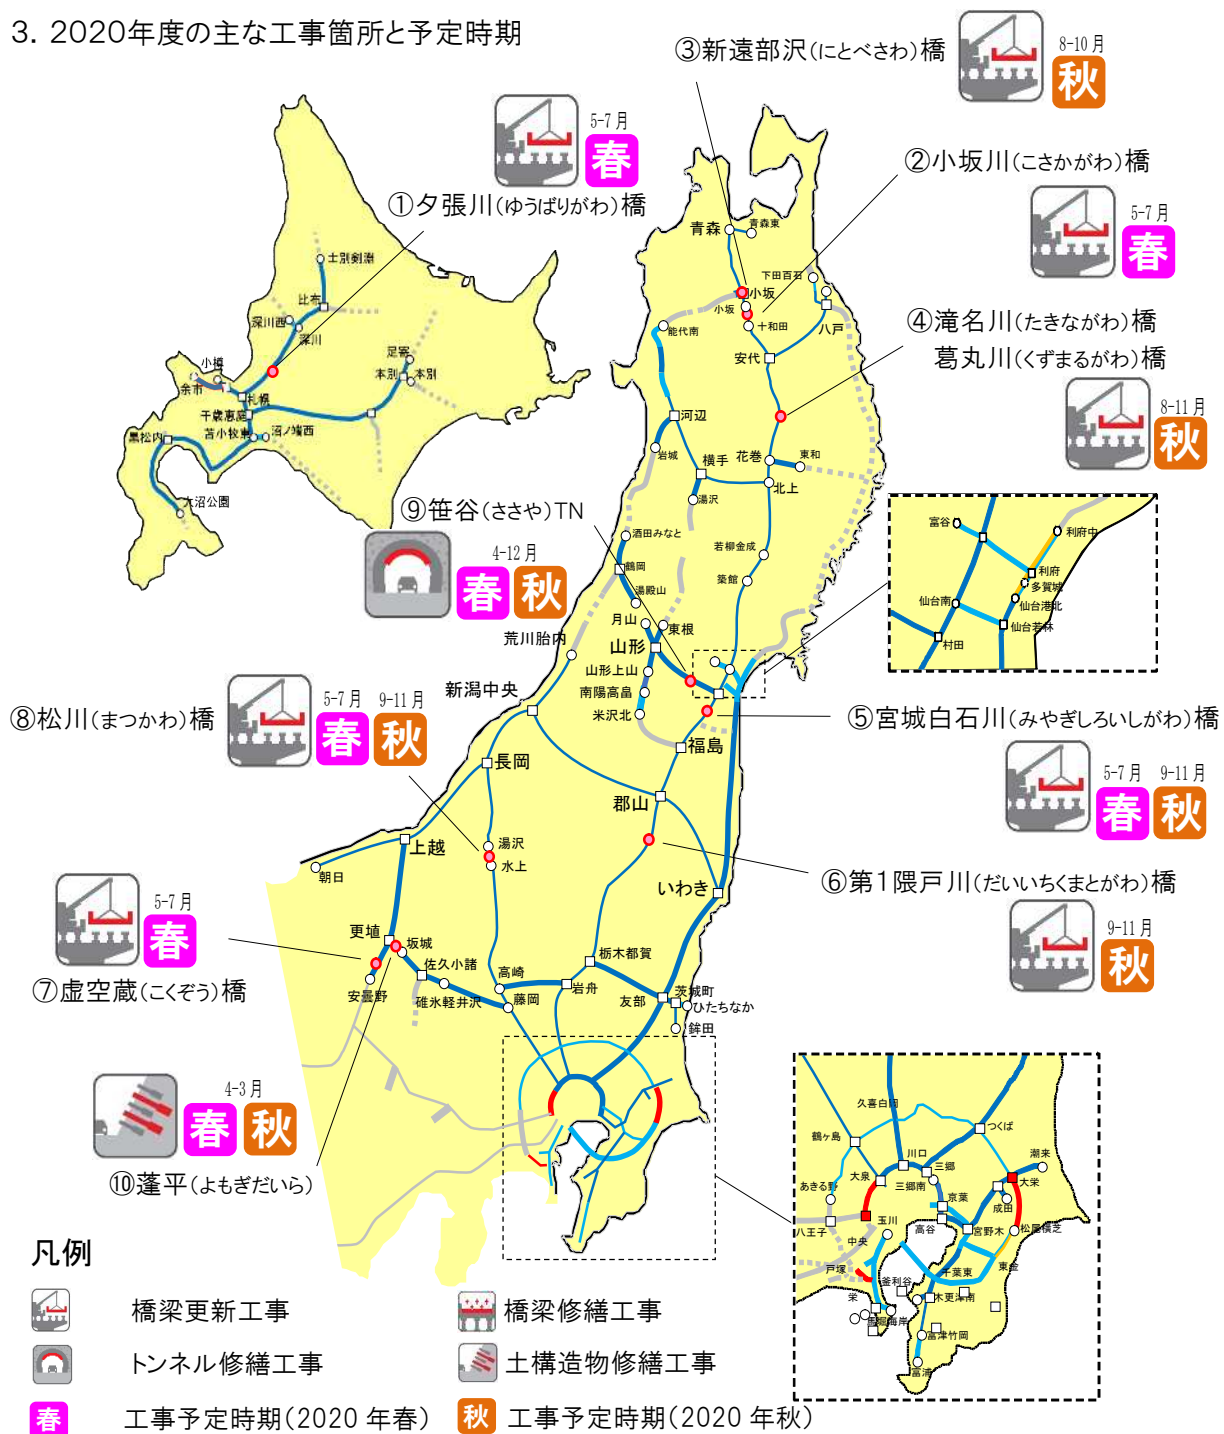 3. 2020年度の主な工事箇所と予定時期
③新遠部沢(にとべさわ)橋
8-10月
秋
5-7月
春
①夕張川(ゆうばりがわ)橋
②小坂川(こさかがわ)橋
5-7月
春
④滝名川(たきながわ)橋
葛丸川(くずまるがわ)橋
8-11月
秋
士別剣淵
比布
深川西
深川
小樽
余市
札幌
足寄
本別
本別
千歳恵庭
苫小牧東
沼ノ端西
黒松内
大沼公園
青森
青森東
下田百石
小坂
小坂
十和田
八戸
能代南
安代
河辺
岩城
横手
花巻
東和
湯沢
北上
⑨笹谷(ささや)TN
4-12月
春
秋
酒田みなと
若柳金成
鶴岡
築館
湯殿山
月山
東根
荒川胎内
山形
山形上山
南陽高畠
米沢北
富谷
利府中
利府
多賀城
仙台南
仙台港北
仙台若林
村田
新潟中央
⑧松川(まつかわ)橋
5-7月
9-11月
春
秋
⑤宮城白石川(みやぎしろいしがわ)橋
5-7月
9-11月
春
秋
福島
長岡
郡山
上越
湯沢
水上
朝日
いわき
⑥第1隈戸川(だいいちくまとがわ)橋
9-11月
秋
5-7月
春
⑦虚空蔵(こくぞう)橋
更埴
坂城
安曇野
佐久小諸
碓氷軽井沢
高崎
藤岡
栃木都賀
岩舟
友部
茨城町
ひたちなか
鉾田
4-3月
春
秋
⑩蓬平(よもぎだいら)
久喜白岡
鶴ヶ島
つくば
川口
三郷
大泉
三郷南
潮来
大栄
あきる野
京葉
成田
八王子
玉川
高谷
宮野木
松尾横芝
中央
戸塚
千葉東
東金
釜利谷
栄
木更津南
馬堀海岸
富津竹岡
富浦
凡例
橋梁更新工事
橋梁修繕工事
トンネル修繕工事
土構造物修繕工事
春
工事予定時期(2020年春)
秋
工事予定時期(2020年秋)